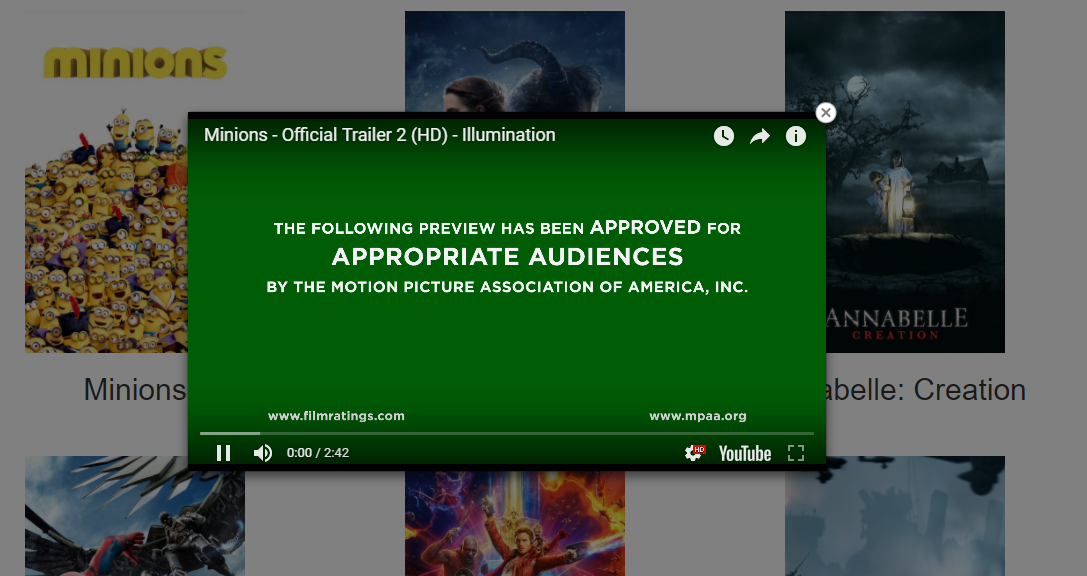 minions
Minions - Official Trailer 2 (HD) - Illumination
THE FOLLOWING PREVIEW HAS BEEN APPROVED FOR
APPROPRIATE AUDIENCES
BY THE MOTION PICTURE ASSOCIATION OF AMERICA, INC.
ANNABELLE
CREATION
Minions
abelle: Creation
www.filmratings.com
www.mpaa.org
0:00 / 2:42
HD
YouTube